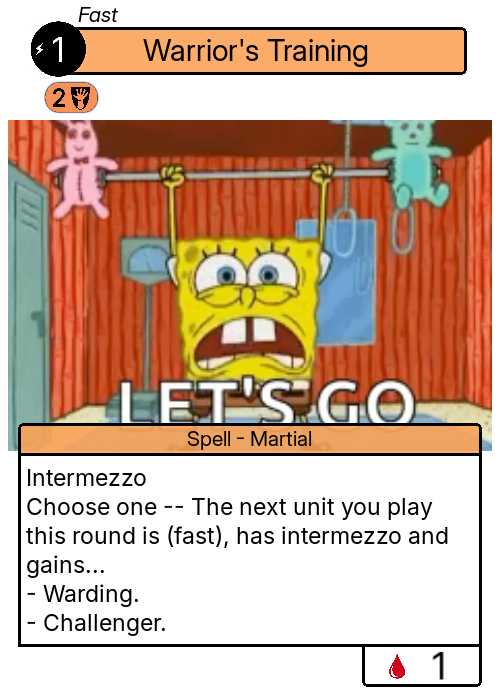 Fast
1
Warrior's Training
2
LET'S GO
Spell - Martial
Intermezzo
Choose one -- The next unit you play
this round is (fast), has intermezzo and
gains...
- Warding.
- Challenger.
1